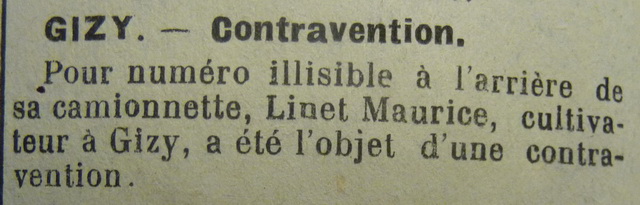 GIZY. — Contravention.
Pour numéro illisible à l'arrière de
sa camionnette, Linet Maurice, cultiva-
teur à Gizy, a été l'objet d'une contra-
vention.